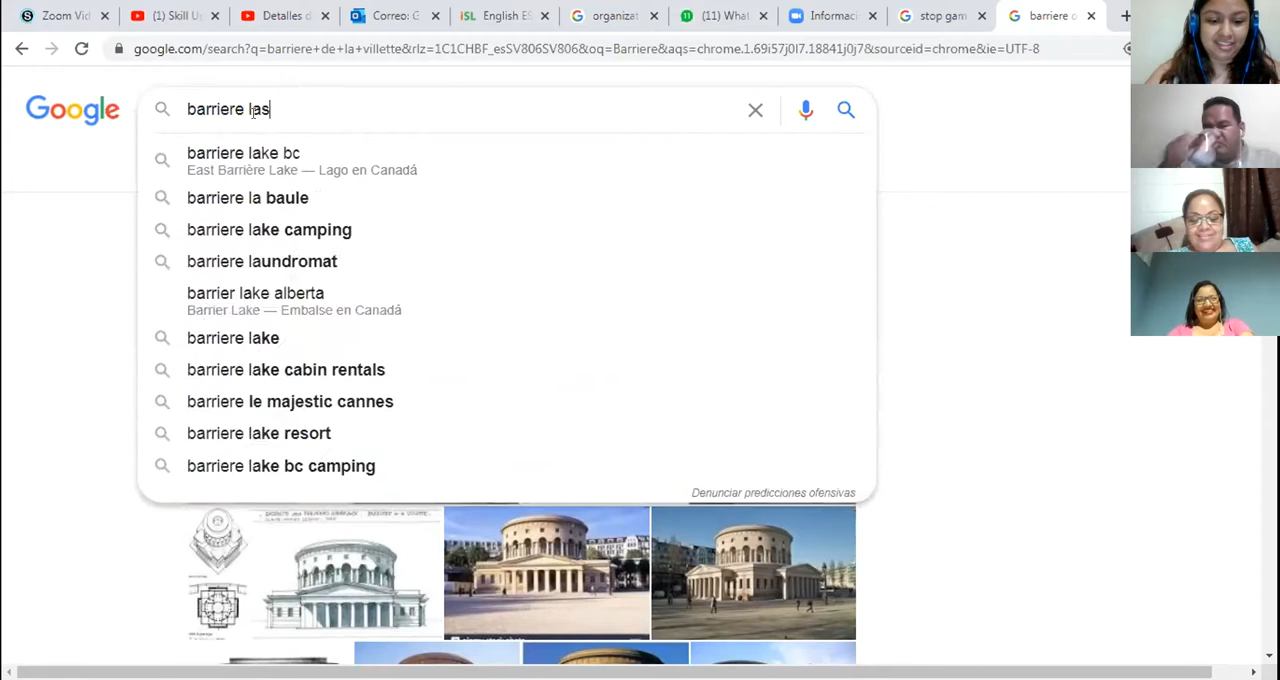 Zoom Vid
(1) Skill U
Detalles d
Correo: G
iSL English ES
organizat
(11) What
Informaci
stop gam
barriere o
google.com/search?q=barriere+de+la+villette&rlz=1C1CHBF_esSV806SV806&oq=Barriere&aqs=chrome.1.69i57j0l7.18841j0j7&sourceid=chrome&ie=UTF-8
Google
barriere las
barriere lake bc
East Barrière Lake — Lago en Canadá
barriere la baule
barriere lake camping
barriere laundromat
barrier lake alberta
Barrier Lake — Embalse en Canadá
barriere lake
barriere lake cabin rentals
barriere le majestic cannes
barriere lake resort
barriere lake bc camping
Denunciar predicciones ofensivas